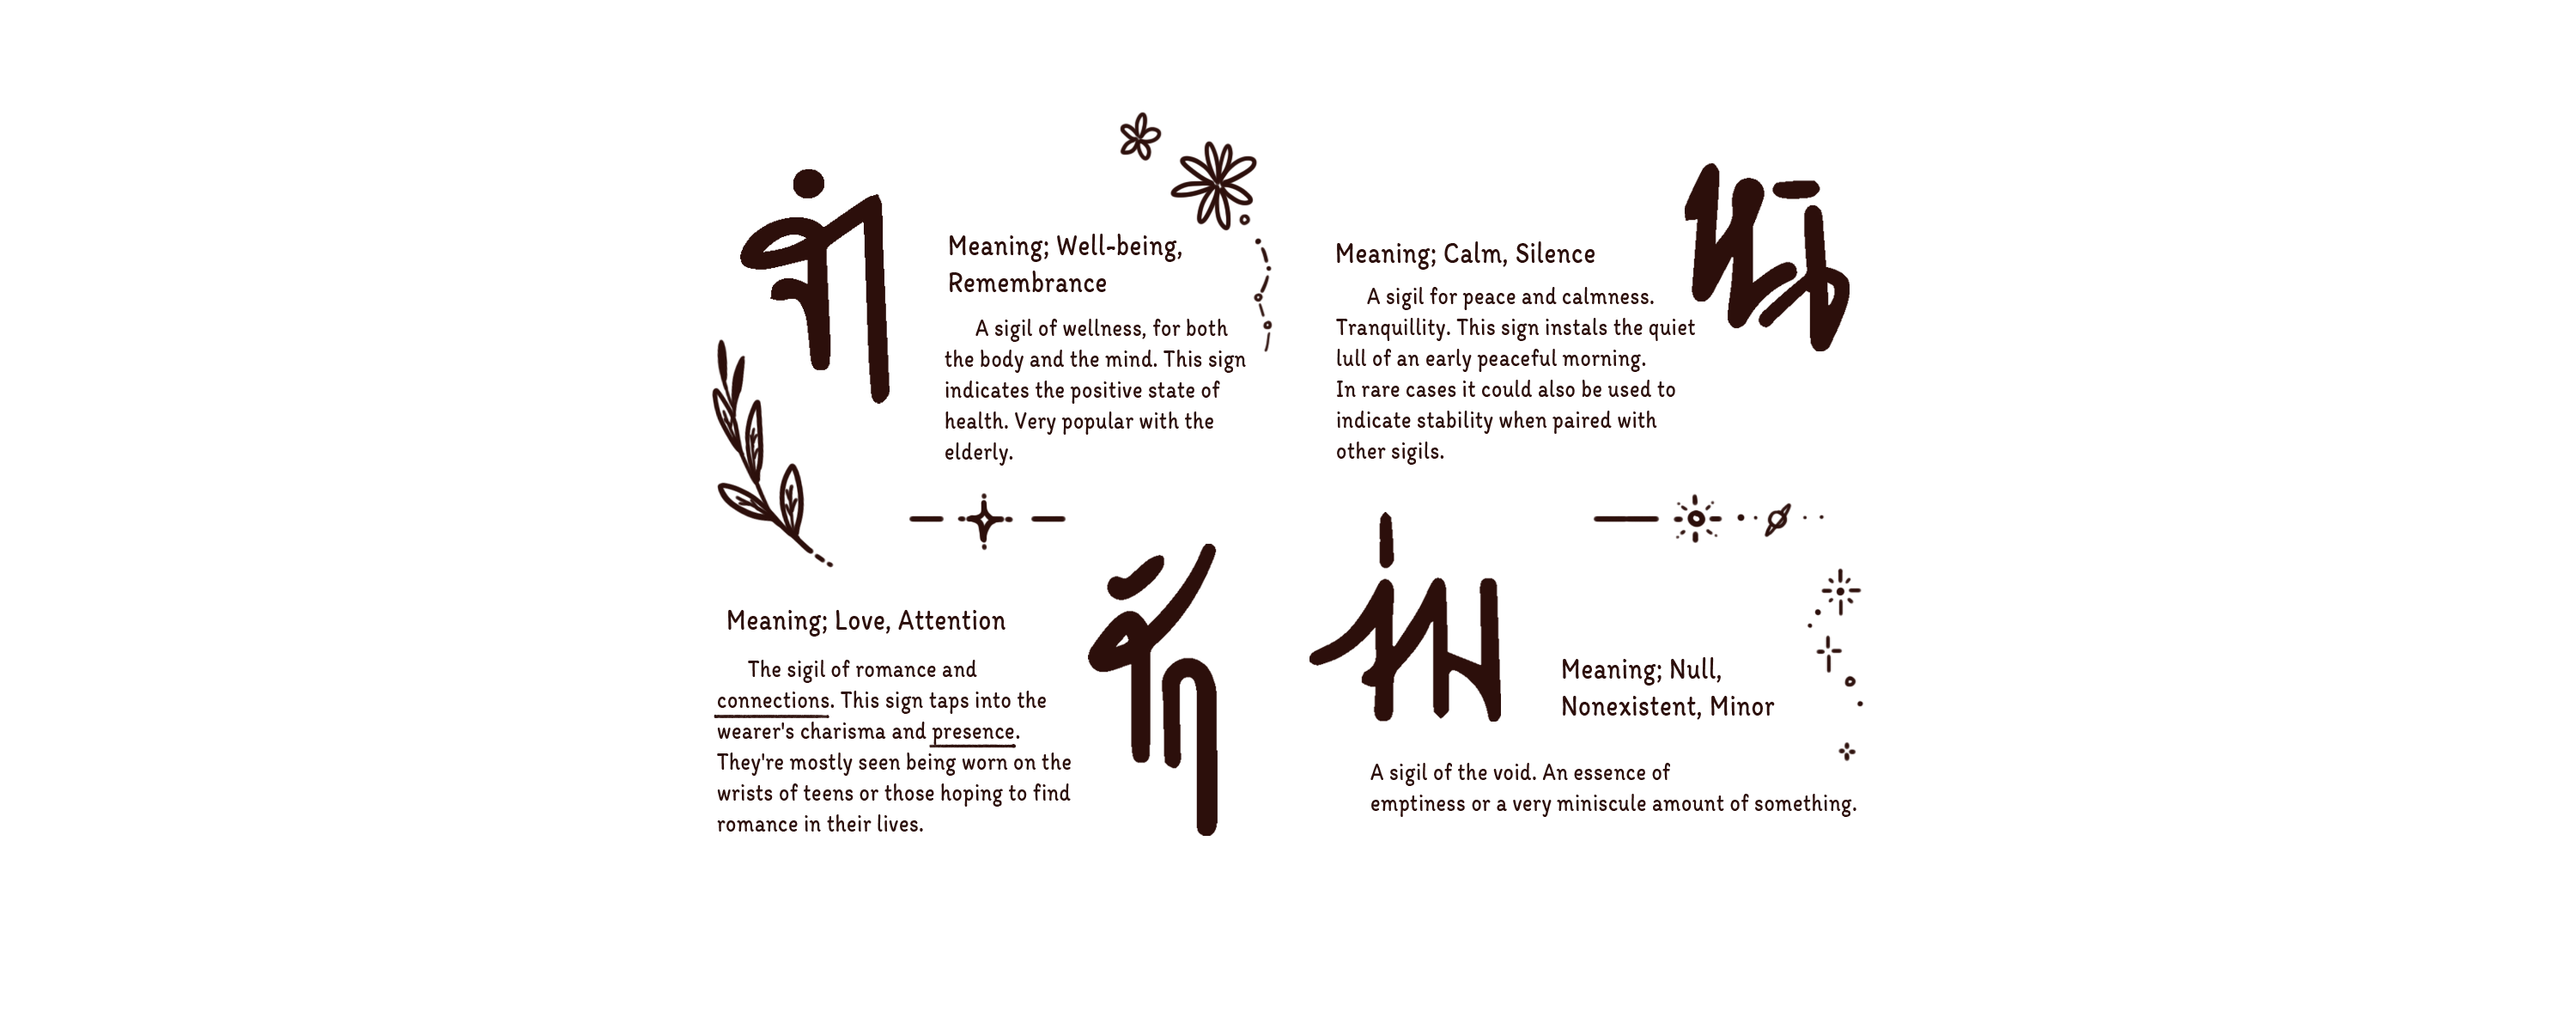 Meaning; Well-being,
Remembrance
A sigil of wellness, for both
the body and the mind. This sign
indicates the positive state of
health. Very popular with the
elderly.
Meaning; Calm, Silence
A sigil for peace and calmness.
Tranquillity. This sign instals the quiet
lull of an early peaceful morning.
In rare cases it could also be used to
indicate stability when paired with
other sigils.
Meaning; Love, Attention
The sigil of romance and
connections. This sign taps into the
wearer's charisma and presence.
They're mostly seen being worn on the
wrists of teens or those hoping to find
romance in their lives.
Meaning; Null,
Nonexistent, Minor
A sigil of the void. An essence of
emptiness or a very miniscule amount of something.